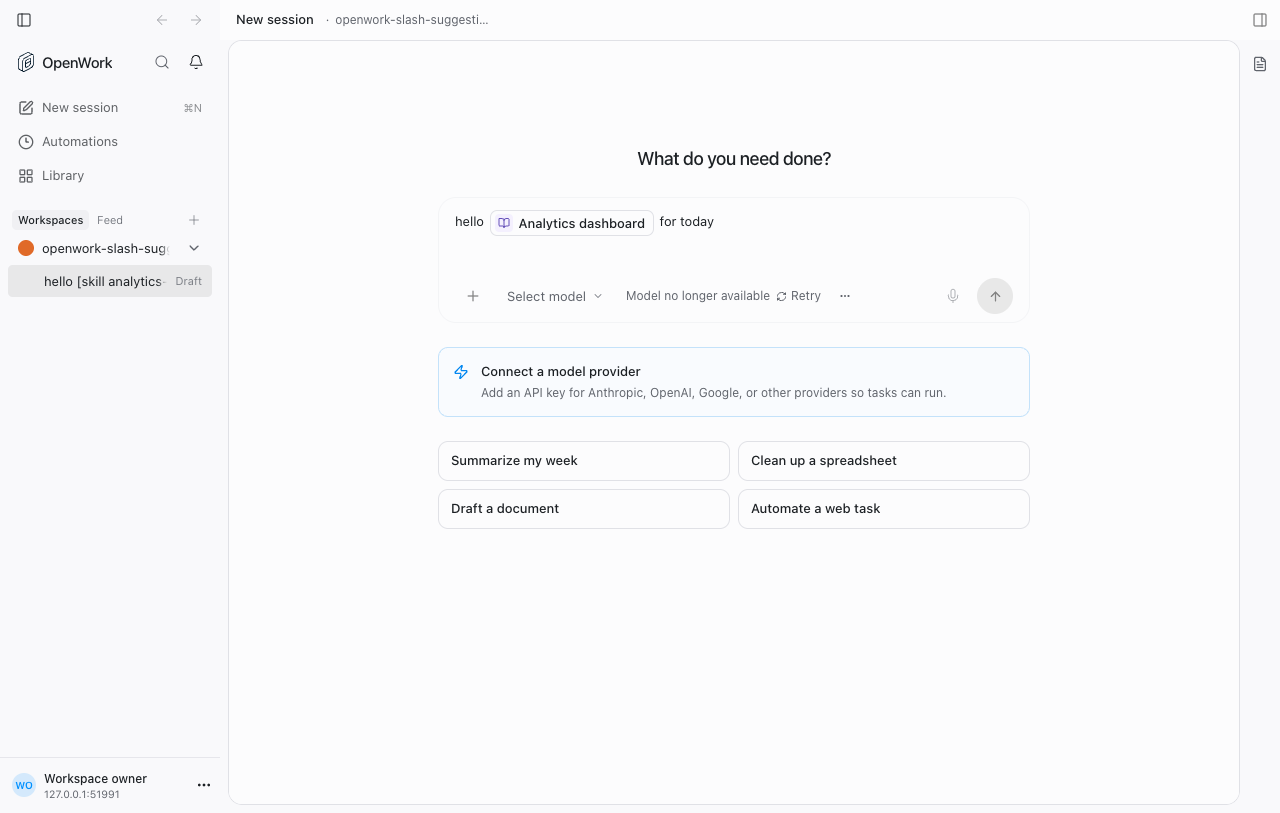 New session · openwork-slash-suggesti...
OpenWork
New session ⌘N
Automations
Library
Workspaces Feed
openwork-slash-sug
hello [skill analytics- Draft
What do you need done?
hello Analytics dashboard for today
Select model Model no longer available Retry
Connect a model provider
Add an API key for Anthropic, OpenAI, Google, or other providers so tasks can run.
Summarize my week Clean up a spreadsheet
Draft a document Automate a web task
WO Workspace owner
127.0.0.1:51991